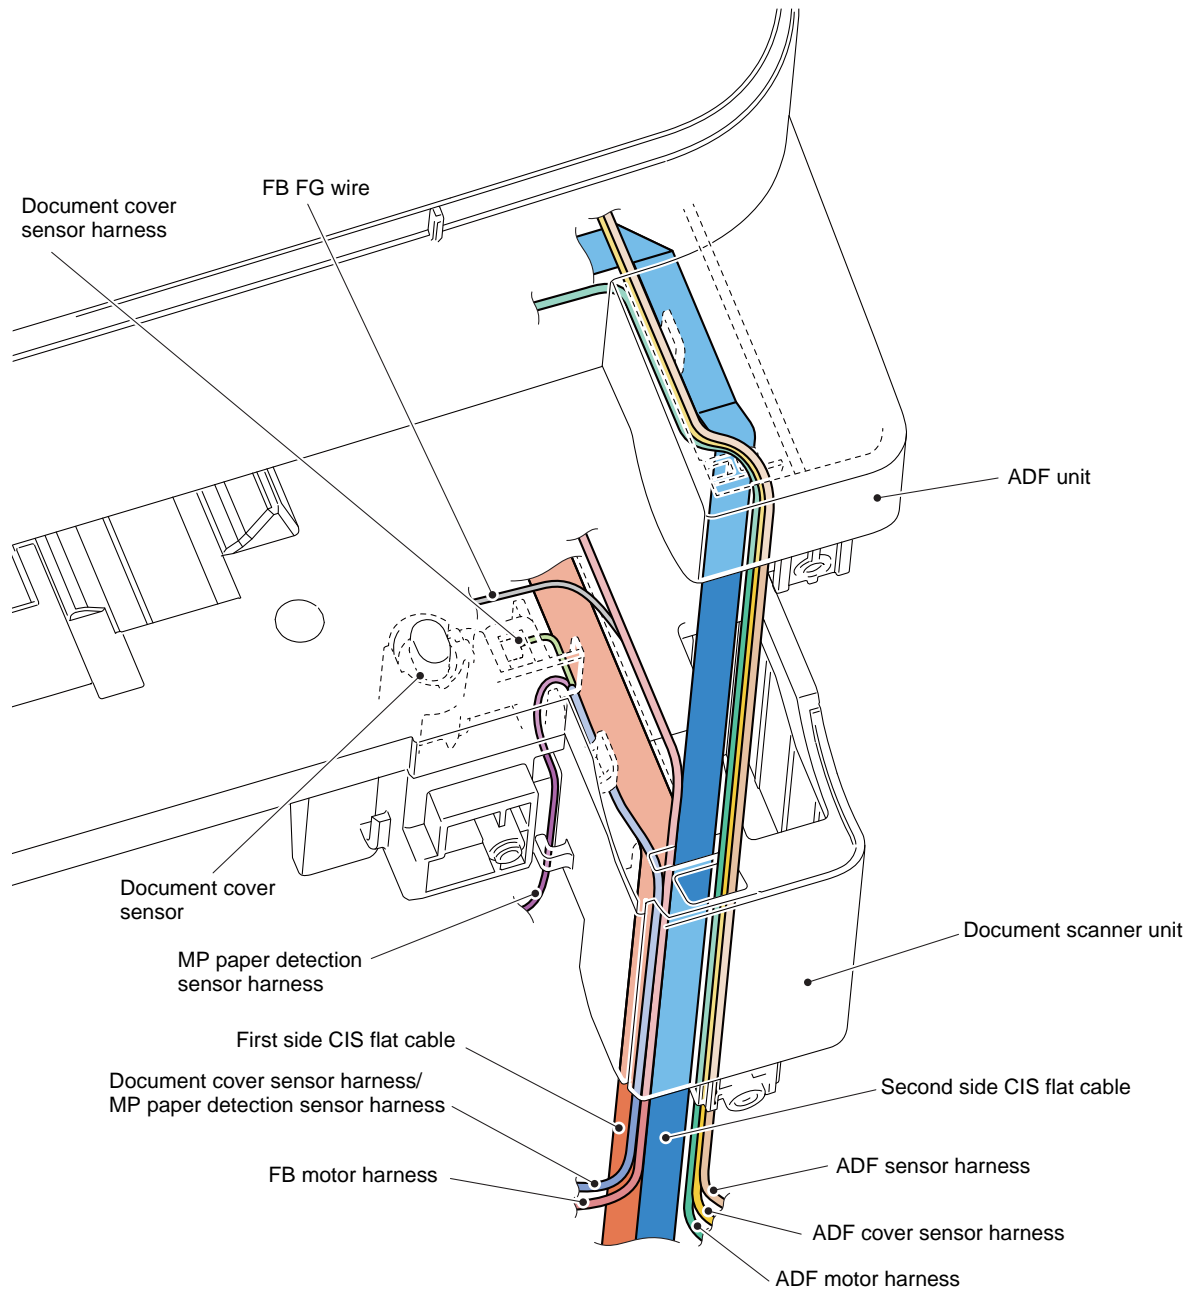 FB FG wire
Document cover
sensor harness
ADF unit
Document cover
sensor
MP paper detection
sensor harness
Document scanner unit
First side CIS flat cable
Document cover sensor harness/
MP paper detection sensor harness
Second side CIS flat cable
FB motor harness
ADF sensor harness
ADF cover sensor harness
ADF motor harness